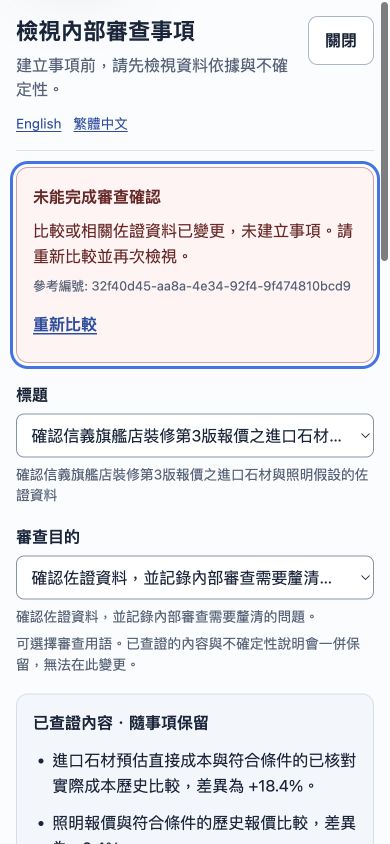 檢視內部審查事項
關閉
建立事項前，請先檢視資料依據與不確
定性。
English 繁體中文
未能完成審查確認
比較或相關佐證資料已變更，未建立事項。請
重新比較並再次檢視。
參考編號: 32f40d45-aa8a-4e34-92f4-9f474810bcd9
重新比較
標題
確認信義旗艦店裝修第3版報價之進口石材...
確認信義旗艦店裝修第3版報價之進口石材與照明假設的佐
證資料
審查目的
確認佐證資料，並記錄內部審查需要釐清...
確認佐證資料，並記錄內部審查需要釐清的問題。
可選擇審查用語。已查證的內容與不確定性說明會一併保
留，無法在此變更。
已查證內容 · 隨事項保留
• 進口石材預估直接成本與符合條件的已核對
實際成本歷史比較，差異為 +18.4%。
• 照明報價與符合條件的歷史報價比較，差異